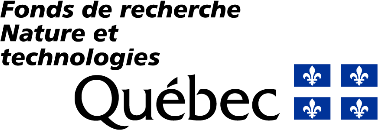 Fonds de recherche
Nature et
technologies
Québec